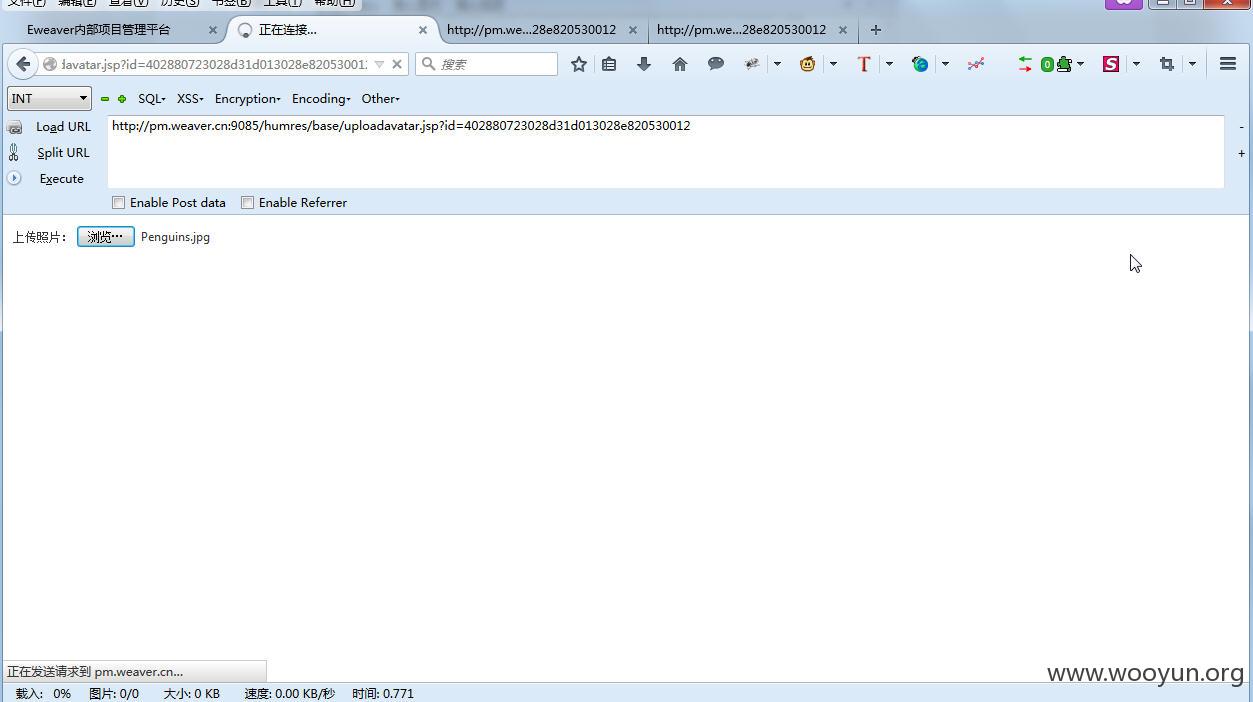 文件(F) 编辑(E) 查看(V) 历史(S) 书签(B) 工具(T) 帮助(H)
Eweaver内部项目管理平台 × 正在连接... × http://pm.we...28e820530012 × http://pm.we...28e820530012 × +
davatar.jsp?id=402880723028d31d013028e820530012 搜索 T 0 S
INT SQL- XSS- Encryption- Encoding- Other-
Load URL http://pm.weaver.cn:9085/humres/base/uploadavatar.jsp?id=402880723028d31d013028e820530012 -
Split URL +
Execute
Enable Post data Enable Referrer
上传照片： 浏览… Penguins.jpg
正在发送请求到 pm.weaver.cn...
www.wooyun.org
载入: 0% 图片: 0/0 大小: 0 KB 速度: 0.00 KB/秒 时间: 0.771